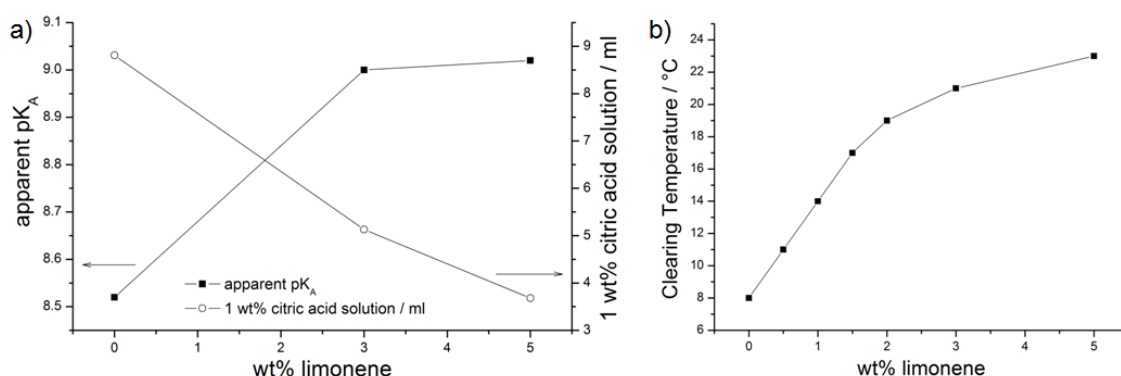 a)
apparent pKA
9.1
9.0
8.9
8.8
8.7
8.6
8.5
apparent pKA
1 wt% citric acid solution / ml
0 1 2 3 4 5
wt% limonene
9
8
7
6
5
4
3
1 wt% citric acid solution / ml
b)
Clearing Temperature / °C
24
22
20
18
16
14
12
10
8
6
0 1 2 3 4 5
wt% limonene